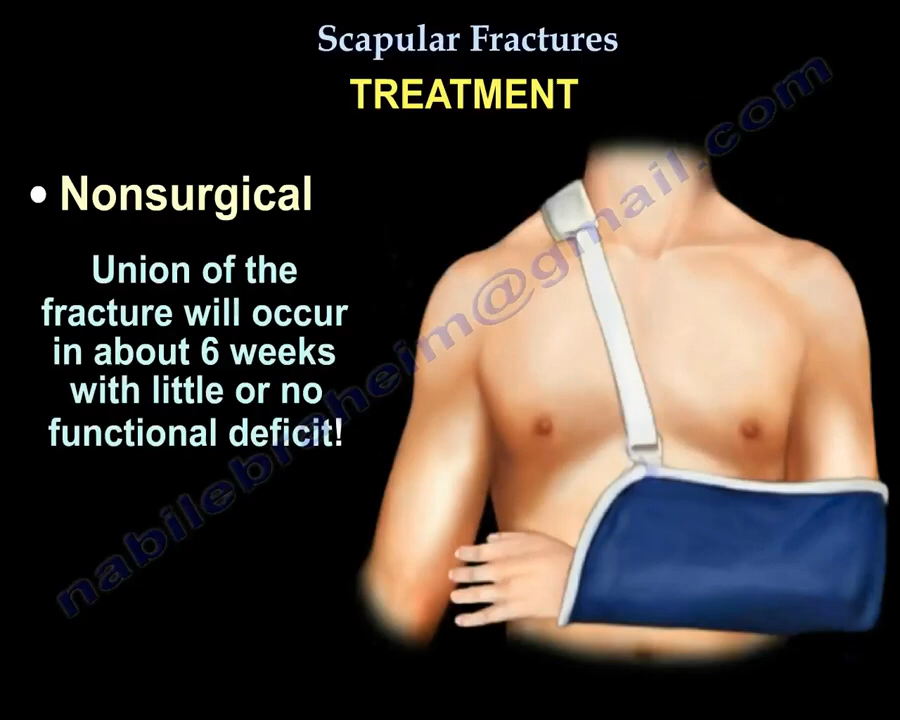 Scapular Fractures
TREATMENT
• Nonsurgical
Union of the
fracture will occur
in about 6 weeks
with little or no
functional deficit!
nabilebraheim@gmail.com